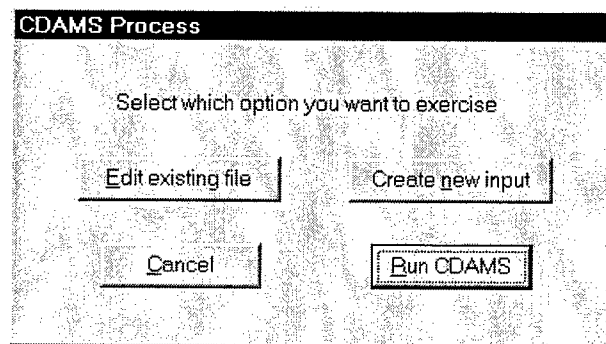 CDAMS Process
Select which option you want to exercise
Edit existing file
Create new input
Cancel
Run CDAMS